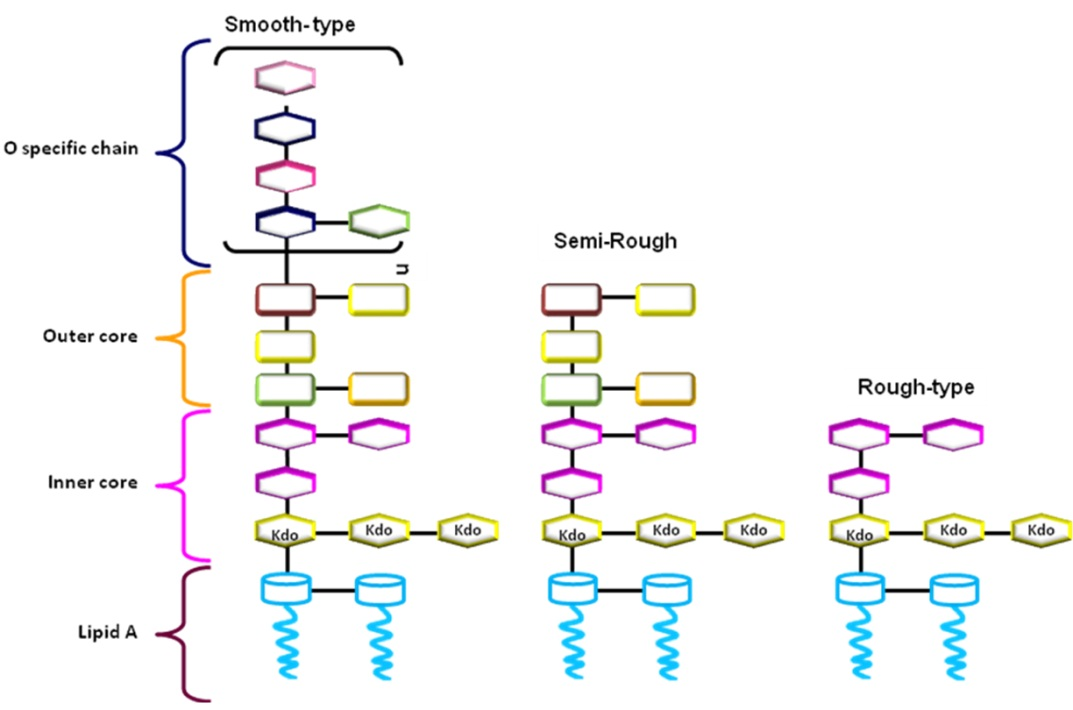 Smooth-type
O specific chain
n
Semi-Rough
Outer core
Rough-type
Inner core
Kdo Kdo Kdo
Kdo Kdo Kdo
Kdo Kdo Kdo
Lipid A